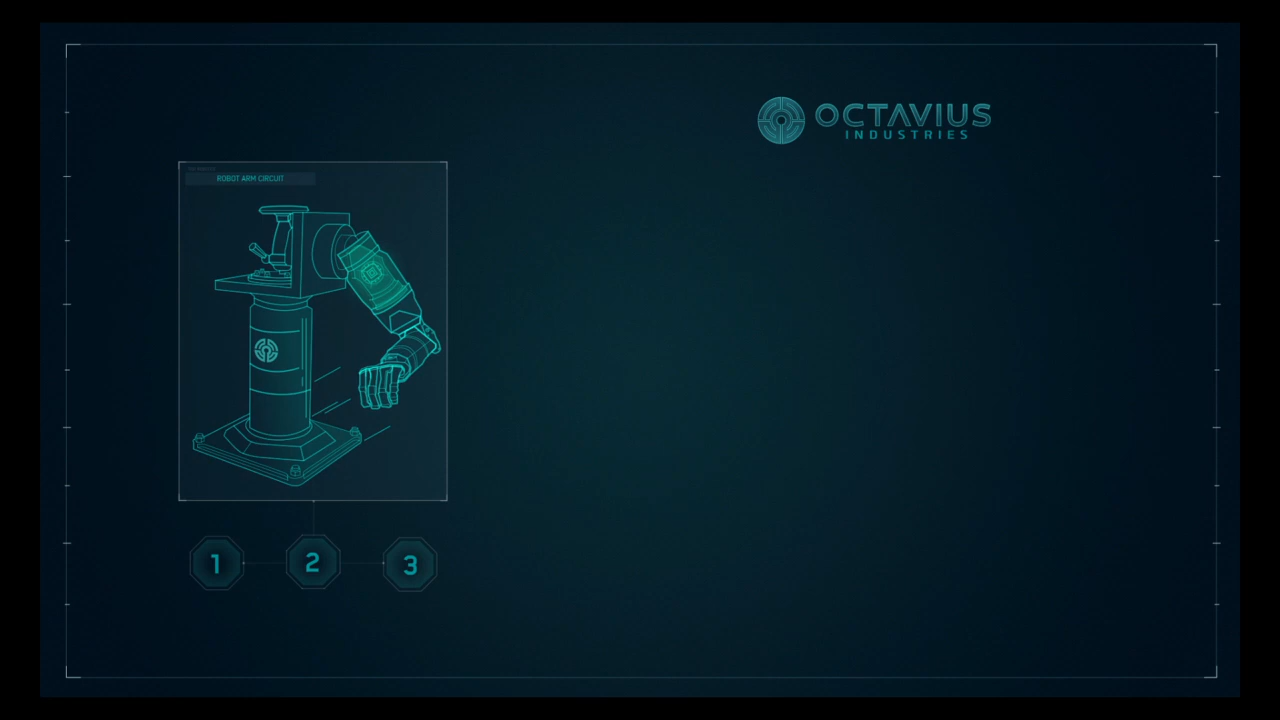 OCTAVIUS
INDUSTRIES
ROBOT ARM CIRCUIT
1
2
3